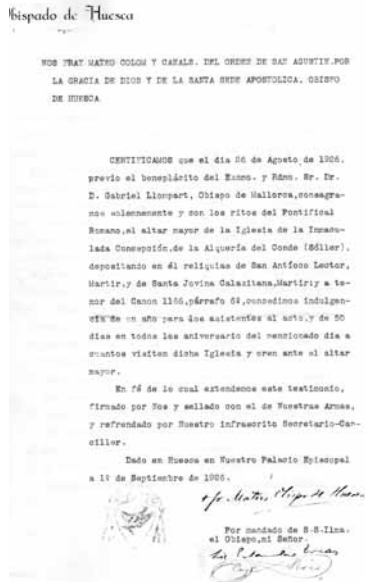 Obispado de Huesca
NOS FRAY MATEO COLOM Y CANALS, DEL ORDEN DE SAN AGUSTIN, POR
LA GRACIA DE DIOS Y DE LA SANTA SEDE APOSTOLICA, OBISPO
DE HUESCA
CERTIFICAMOS que el dia 26 de Agosto de 1926,
previo el beneplácito del Exmo. y Rdmo. Sr. Dr.
D. Gabriel Llompart, Obispo de Mallorca, consagra-
mos solemnemente y con los ritos del Pontifical
Romano, el altar mayor de la Iglesia de la Inmacu-
lada Concepción, de la Alquería del Conde (Sóller),
depositando en él reliquias de San Antíoco Lector,
Martir, y de Santa Jovina Calaxitana, Martir; y a te-
nor del Canon 1166, párrafo 6º, concedimos indulgen-
cia de un año para los asistentes al acto, y de 50
dias en todos los aniversario del mencionado dia a
cuantos visiten dicha Iglesia y oren ante el altar
mayor.
En fé de lo cual extendemos este testimonio,
firmado por Nos y sellado con el de Nuestras Armas,
y refrendado por Nuestro infrascrito Secretario-Can-
ciller.
Dado en Huesca en Nuestro Palacio Episcopal
a 1º de Septiembre de 1926.
+ fr Mateo Obispo de Huesca
Por mandado de S.S.Ilma.
el Obispo, mi Señor.